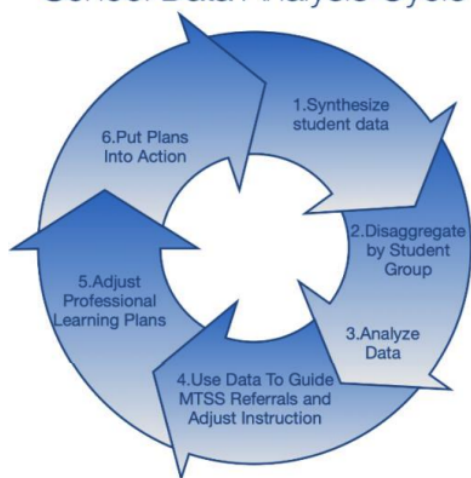 School Data Analysis Cycle
1.Synthesize
student data
2.Disaggregate
by Student
Group
3.Analyze
Data
4.Use Data To Guide
MTSS Referrals and
Adjust Instruction
5.Adjust
Professional
Learning Plans
6.Put Plans
Into Action